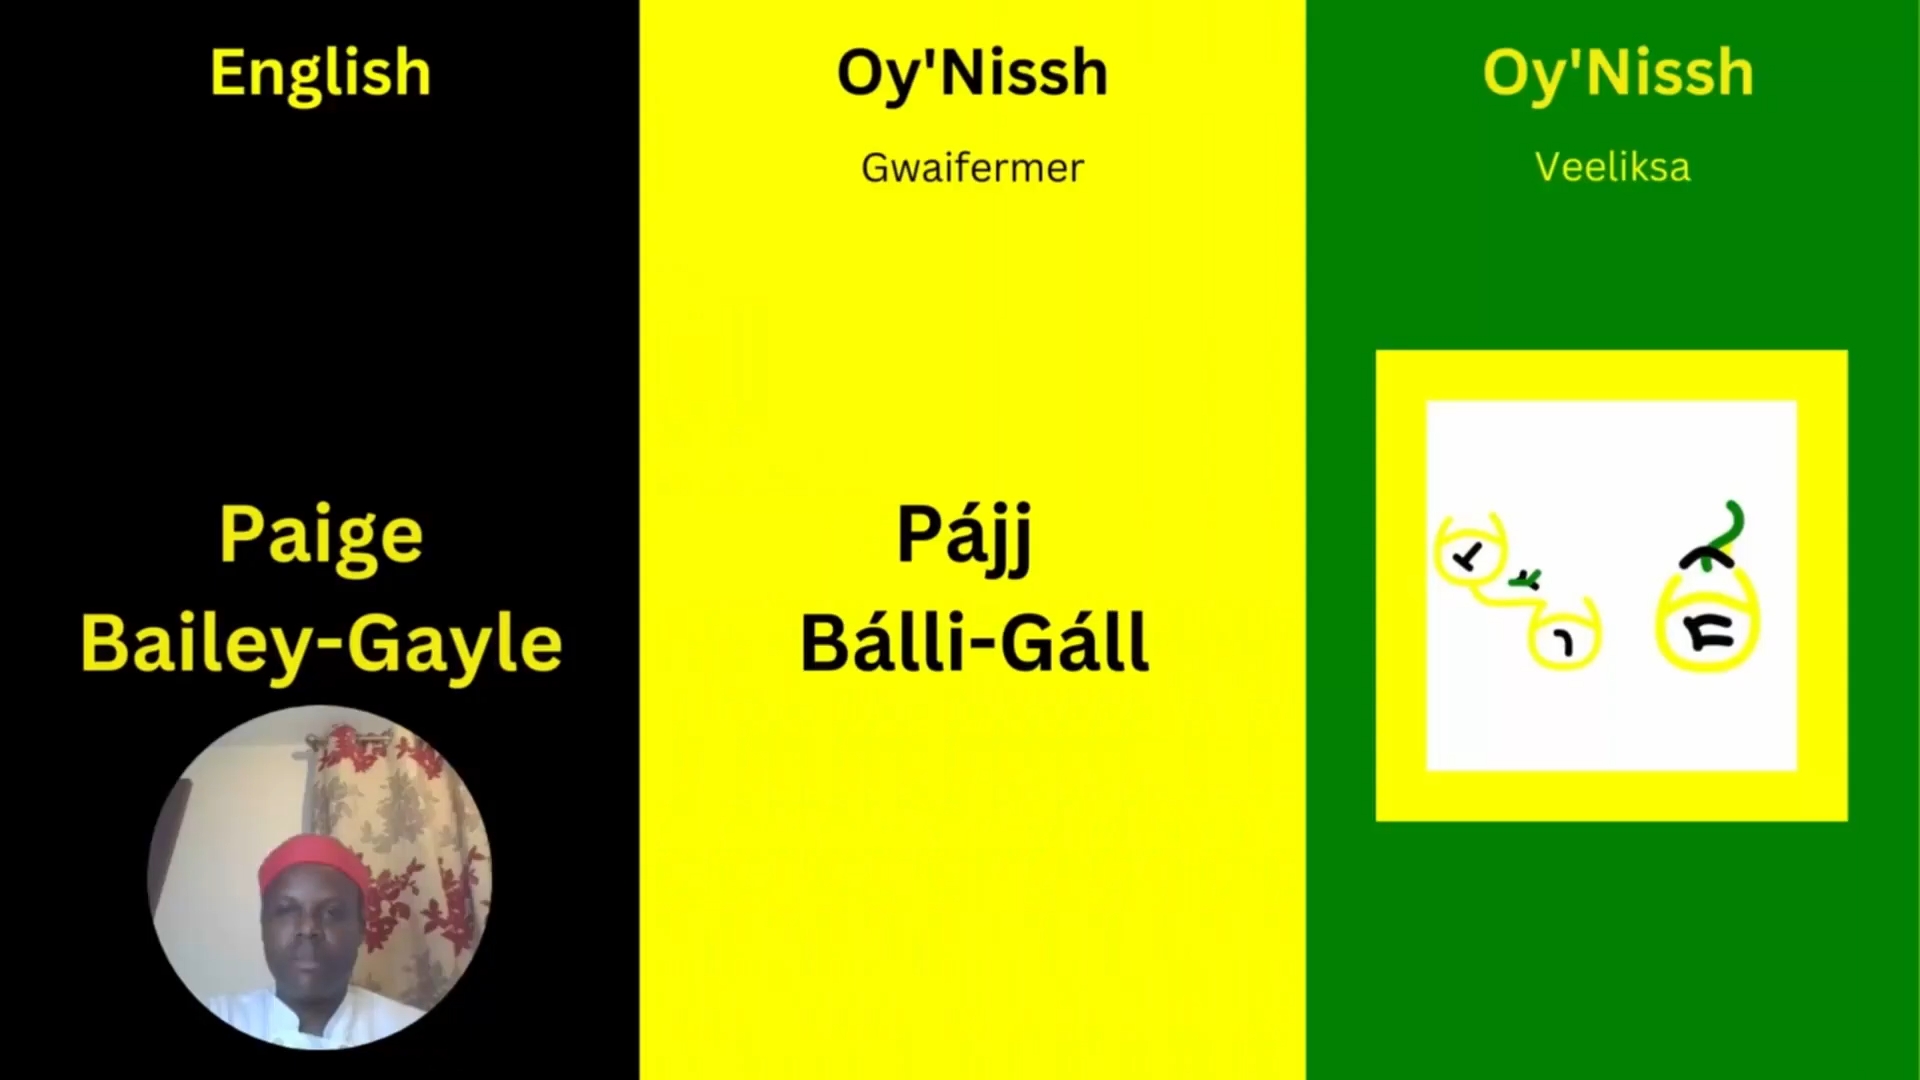 English
Paige
Bailey-Gayle
Oy'Nissh
Gwaifermer
Pájj
Bálli-Gáll
Oy'Nissh
Veeliksa